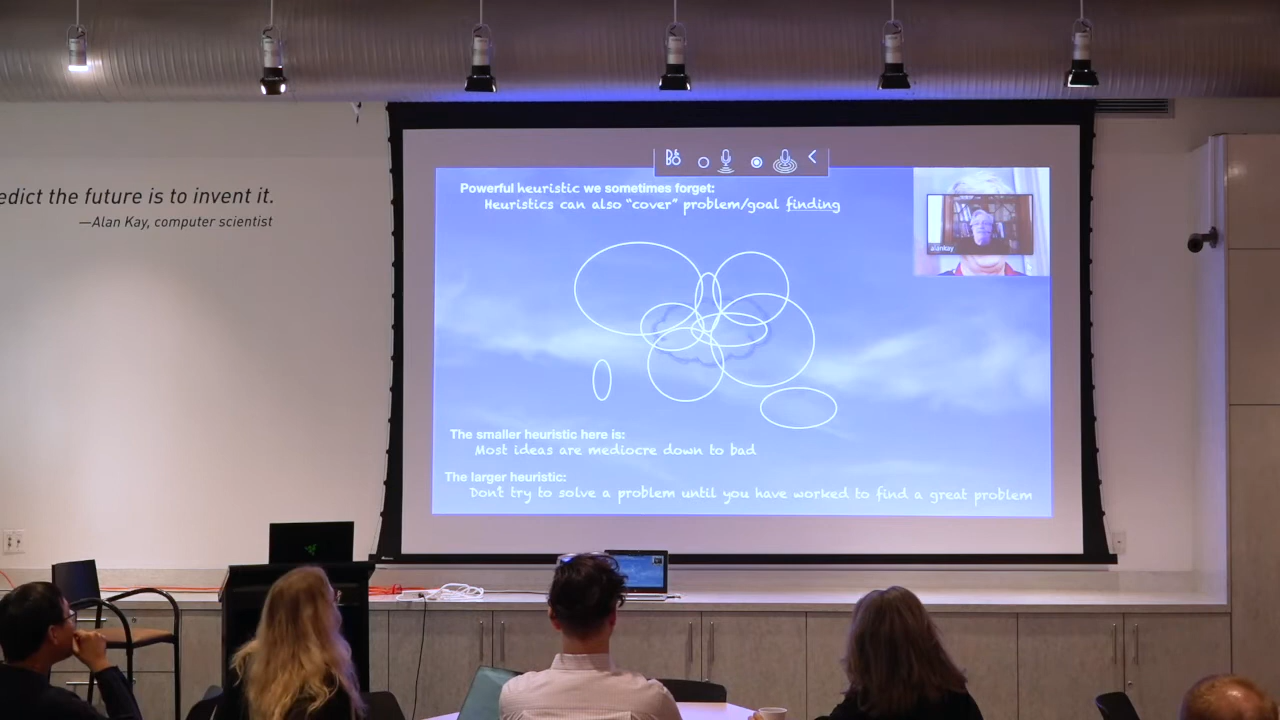 edict the future is to invent it.
—Alan Kay, computer scientist
Powerful heuristic we sometimes forget:
Heuristics can also “cover” problem/goal finding
alankay
The smaller heuristic here is:
Most ideas are mediocre down to bad
The larger heuristic:
Don't try to solve a problem until you have worked to find a great problem